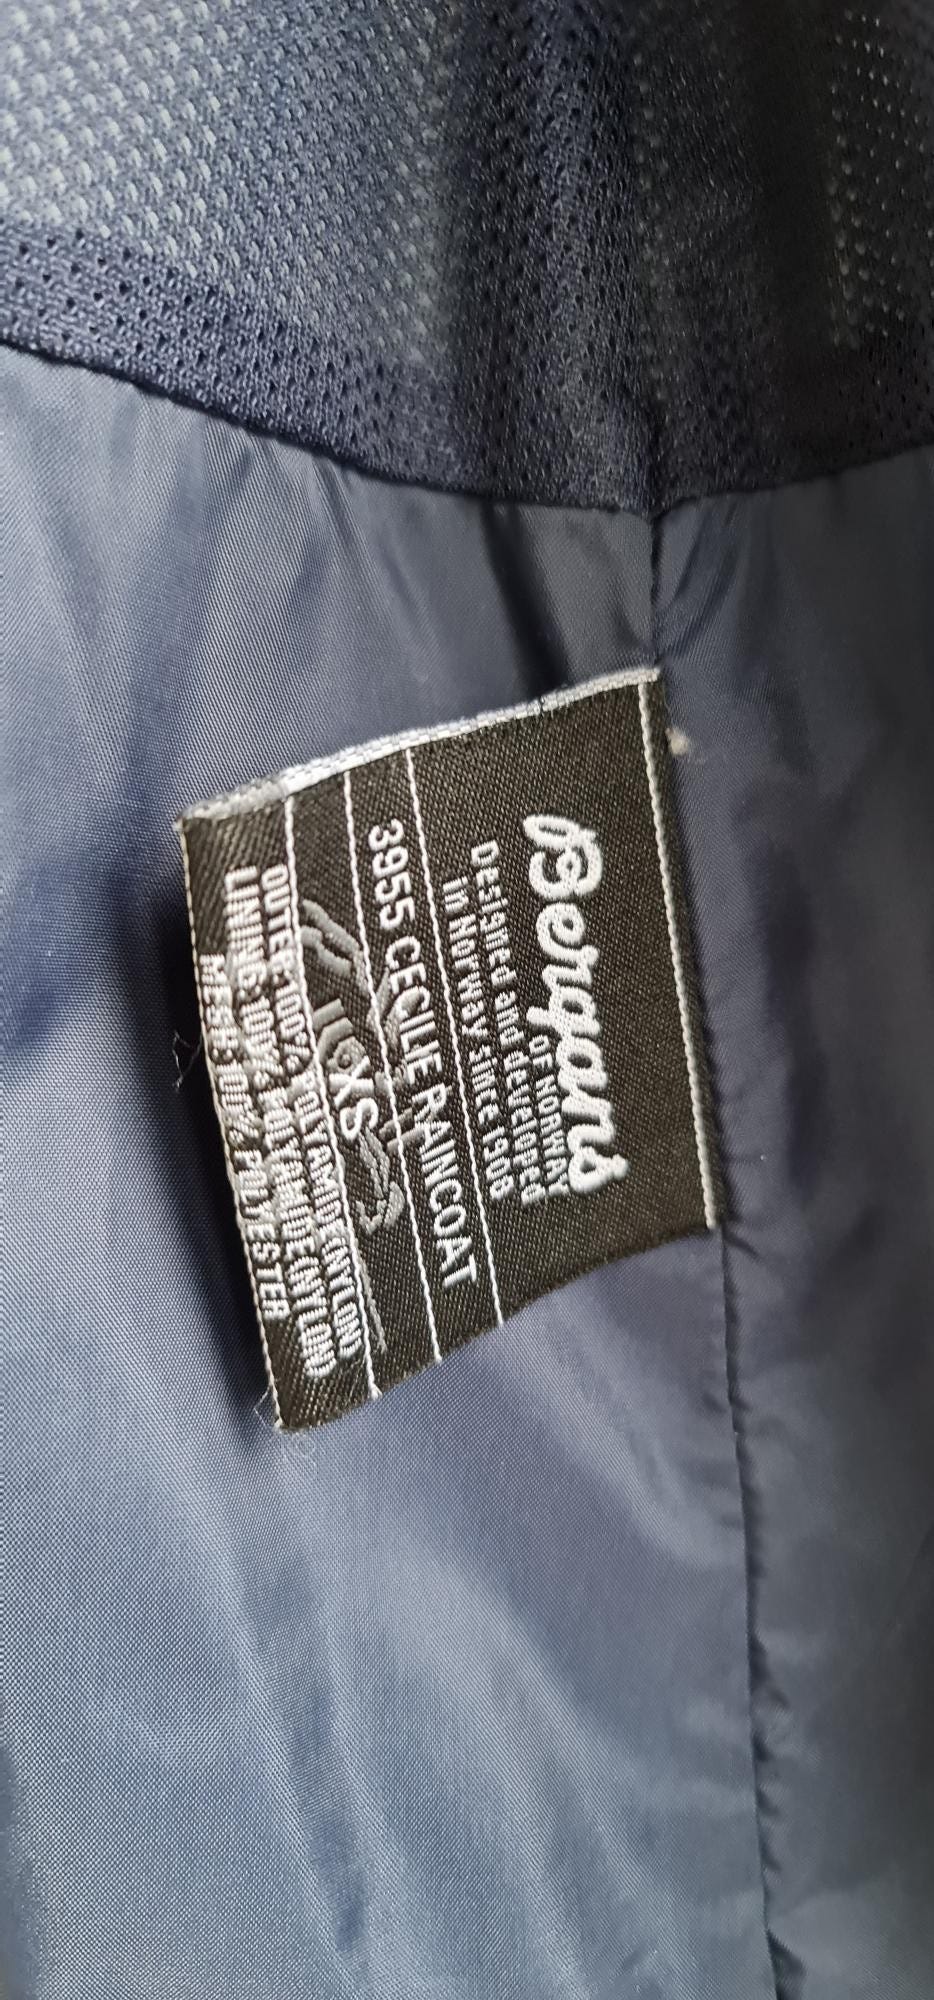 Bergans
of NORWAY
Designed and developed
in Norway since 1908
3955 CECILIE RAINCOAT
XS
OUTER:100% POLYAMIDE(NYLON)
LINING:100% POLYAMIDE(NYLON)
MESH:100% POLYESTER